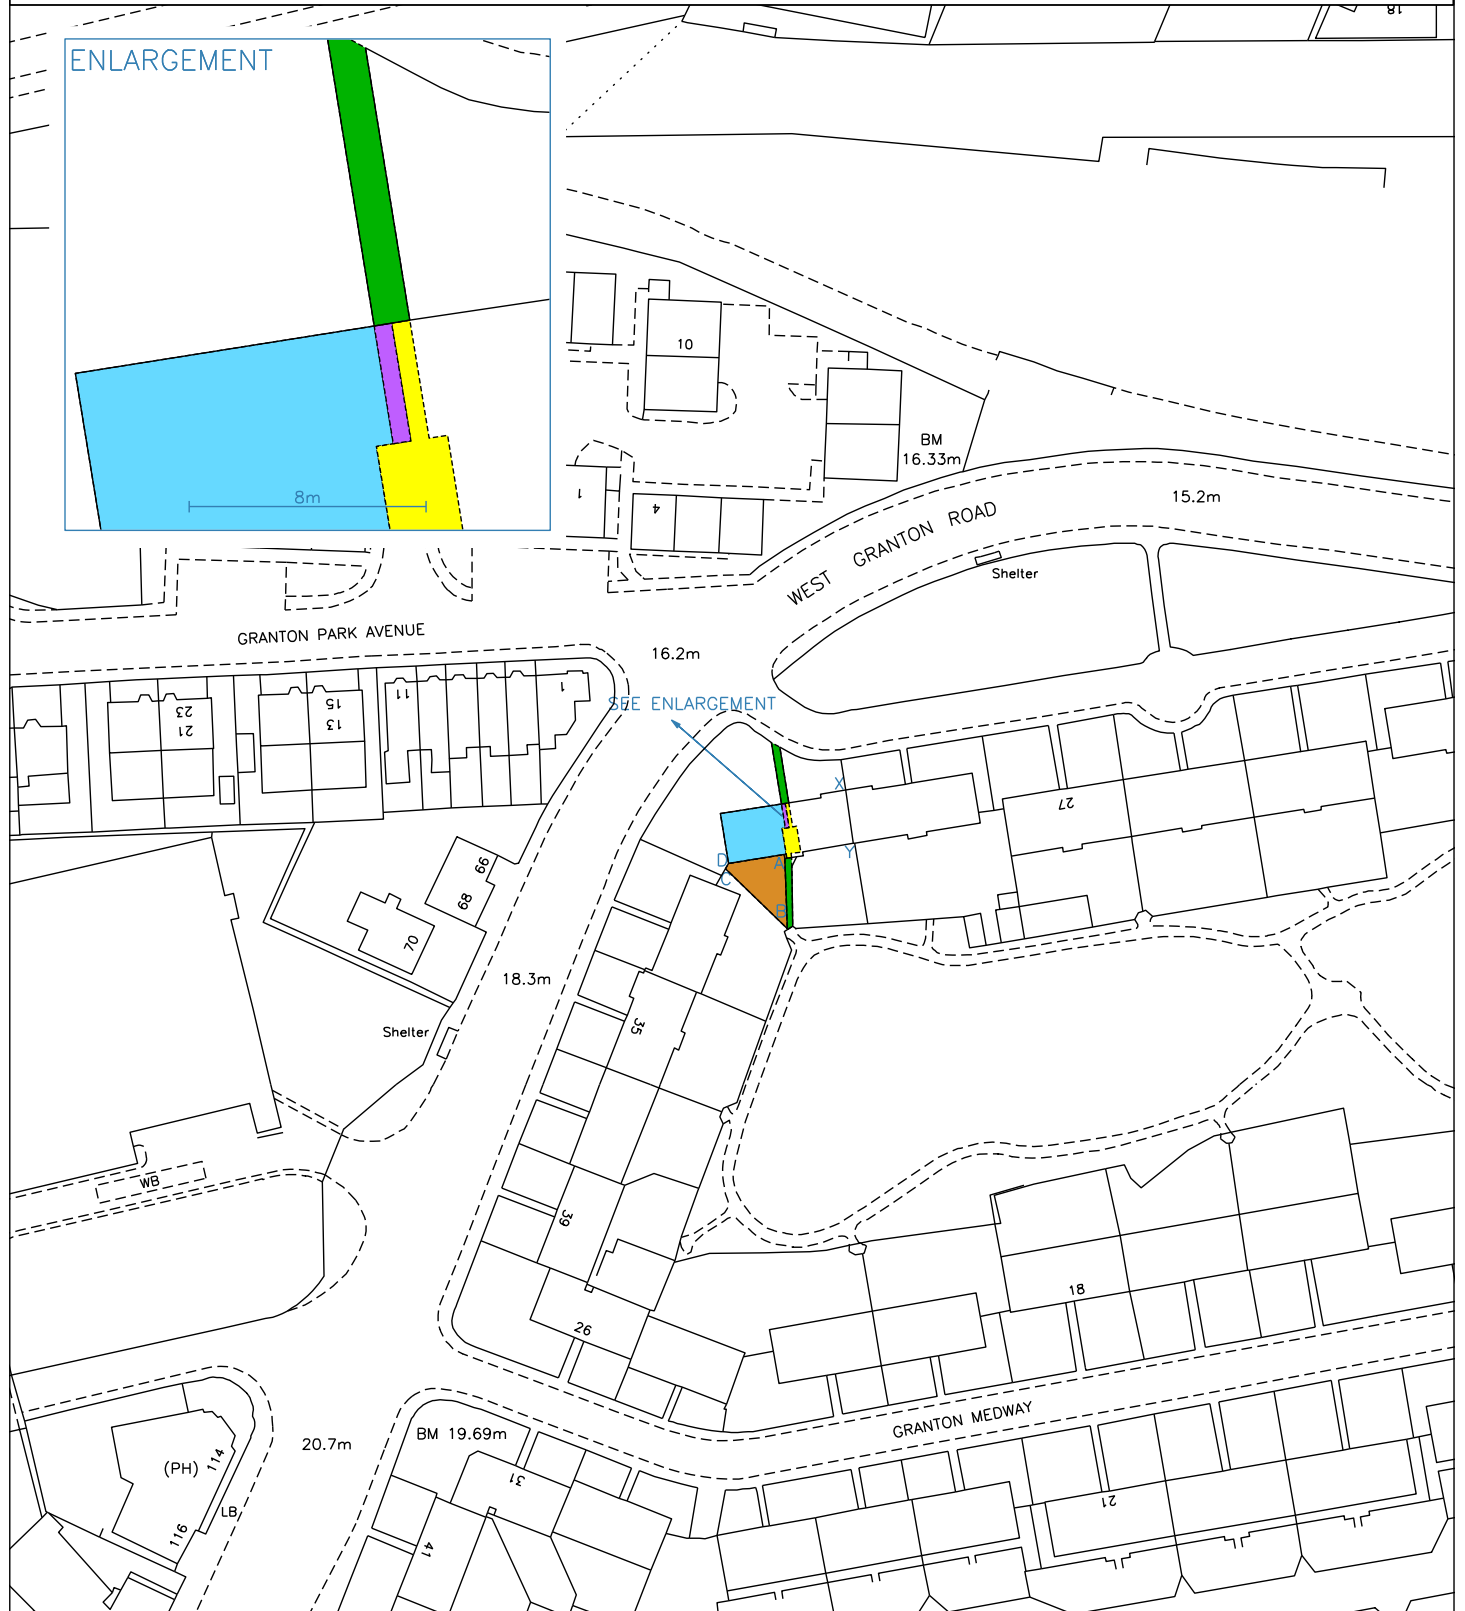 18
ENLARGEMENT
8m
10
BM
16.33m
1
4
15.2m
WEST GRANTON ROAD
Shelter
GRANTON PARK AVENUE
16.2m
SEE ENLARGEMENT
23
21
15
13
11
1
X
27
Y
D
A
C
B
66
68
70
18.3m
35
Shelter
WB
39
18
26
GRANTON MEDWAY
BM 19.69m
20.7m
114
(PH)
31
21
LB
116
41